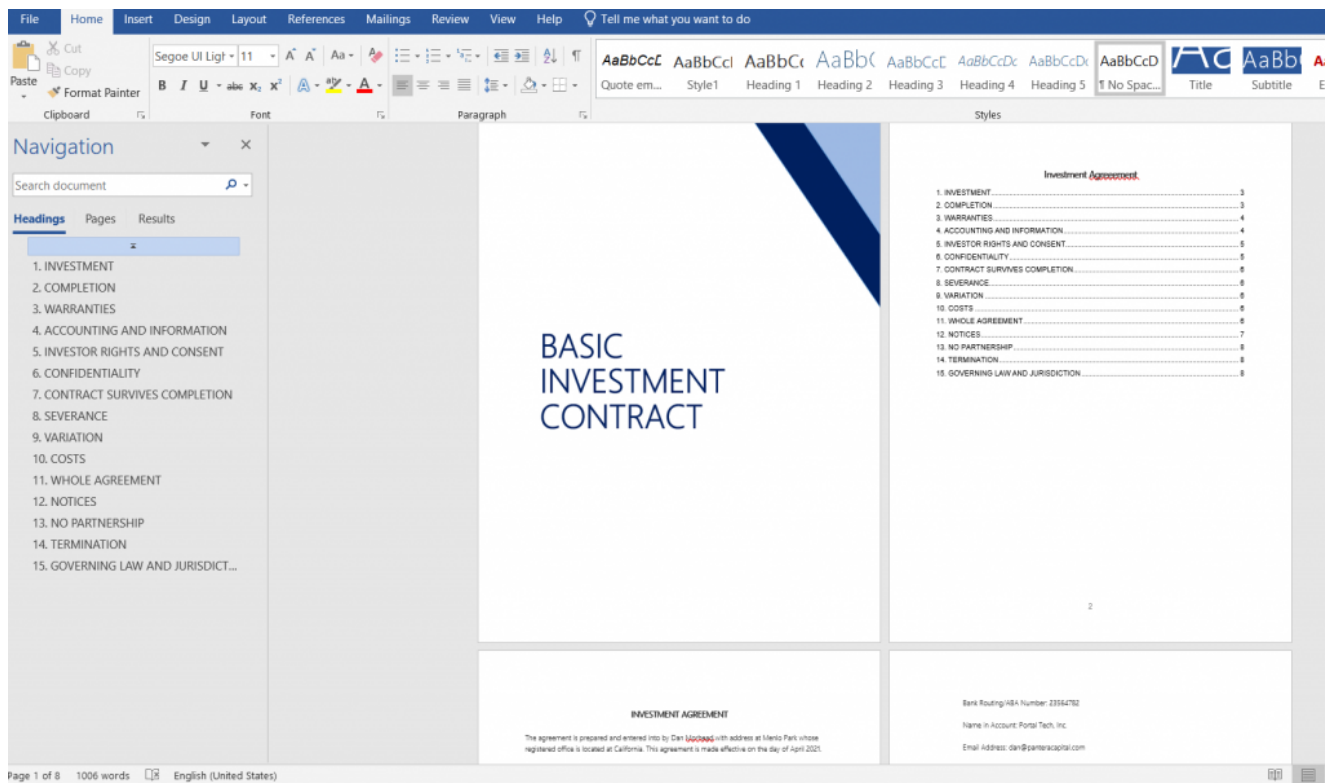 File Home Insert Design Layout References Mailings Review View Help Tell me what you want to do
Paste
Cut
Copy
Format Painter
Segoe UI Ligh 11
Clipboard Font Paragraph Styles
AaBbCcD AaBbCcI AaBbCc AaBb( AaBbCcD AaBbCcDc AaBbCcDc AaBbCcD AaBb
Quote em... Style1 Heading 1 Heading 2 Heading 3 Heading 4 Heading 5 ¶ No Spac... Title Subtitle
Navigation
Search document
Headings Pages Results
1. INVESTMENT
2. COMPLETION
3. WARRANTIES
4. ACCOUNTING AND INFORMATION
5. INVESTOR RIGHTS AND CONSENT
6. CONFIDENTIALITY
7. CONTRACT SURVIVES COMPLETION
8. SEVERANCE
9. VARIATION
10. COSTS
11. WHOLE AGREEMENT
12. NOTICES
13. NO PARTNERSHIP
14. TERMINATION
15. GOVERNING LAW AND JURISDICT...
BASIC
INVESTMENT
CONTRACT
Investment Agreeement
1. INVESTMENT 3
2. COMPLETION 3
3. WARRANTIES 4
4. ACCOUNTING AND INFORMATION 4
5. INVESTOR RIGHTS AND CONSENT 5
6. CONFIDENTIALITY
7. CONTRACT SURVIVES COMPLETION 6
8. SEVERANCE 6
9. VARIATION 6
10. COSTS 6
11. WHOLE AGREEMENT 6
12. NOTICES 7
13. NO PARTNERSHIP 8
14. TERMINATION 8
15. GOVERNING LAW AND JURISDICTION 8
2
INVESTMENT AGREEMENT
The agreement is prepared and entered into by Dan with address at Menlo Park whose
registered office is located at California. This agreement is made effective on the day of April 2021.
Bank Routing/ABA Number: 23564782
Name in Account: Portal Tech, Inc.
Email Address: dan@panteracapital.com
Page 1 of 8 1006 words English (United States)